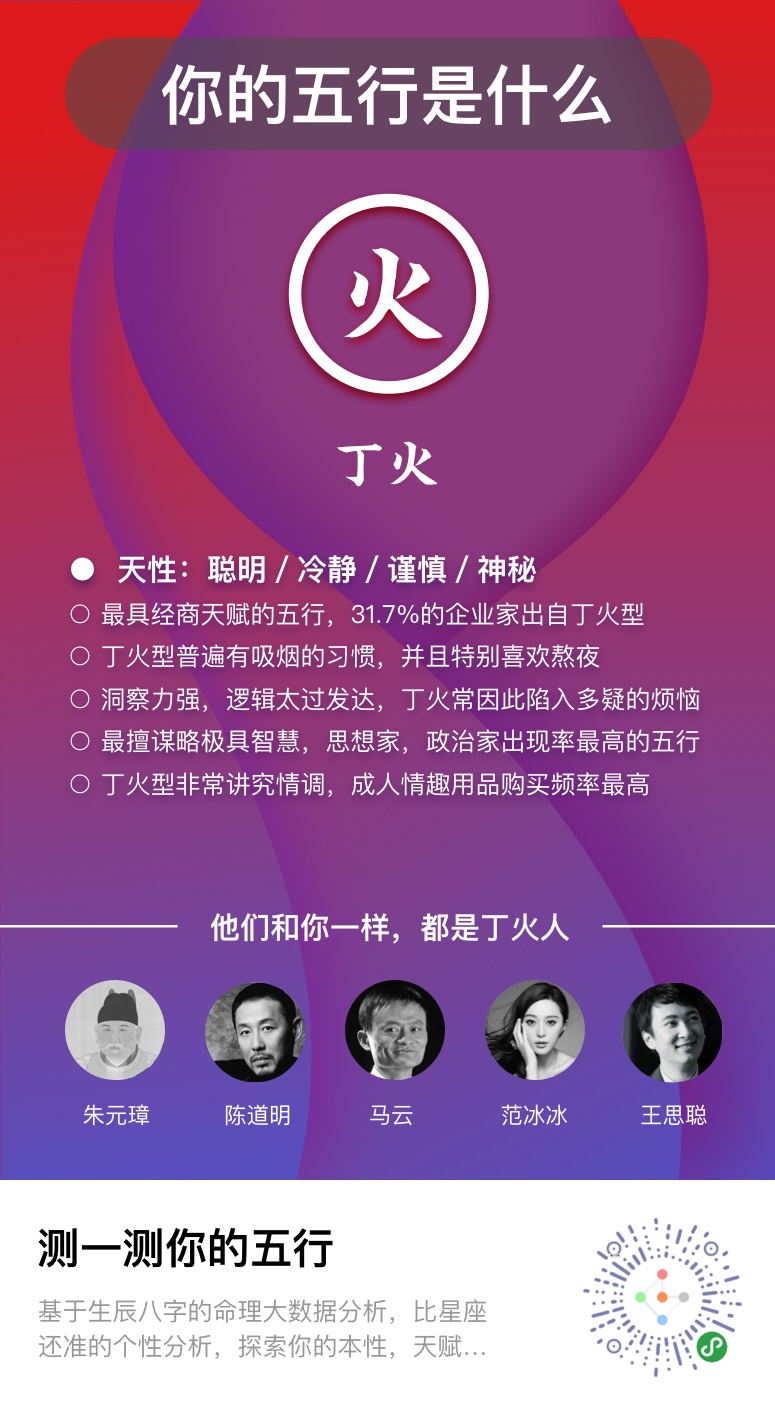 你的五行是什么
火
丁火
天性：聪明 / 冷静 / 谨慎 / 神秘
最具经商天赋的五行，31.7%的企业家出自丁火型
丁火型普遍有吸烟的习惯，并且特别喜欢熬夜
洞察力强，逻辑太过发达，丁火常因此陷入多疑的烦恼
最擅谋略极具智慧，思想家，政治家出现率最高的五行
丁火型非常讲究情调，成人情趣用品购买频率最高
他们和你一样，都是丁火人
朱元璋 陈道明 马云 范冰冰 王思聪
测一测你的五行
基于生辰八字的命理大数据分析，比星座
还准的个性分析，探索你的本性，天赋...